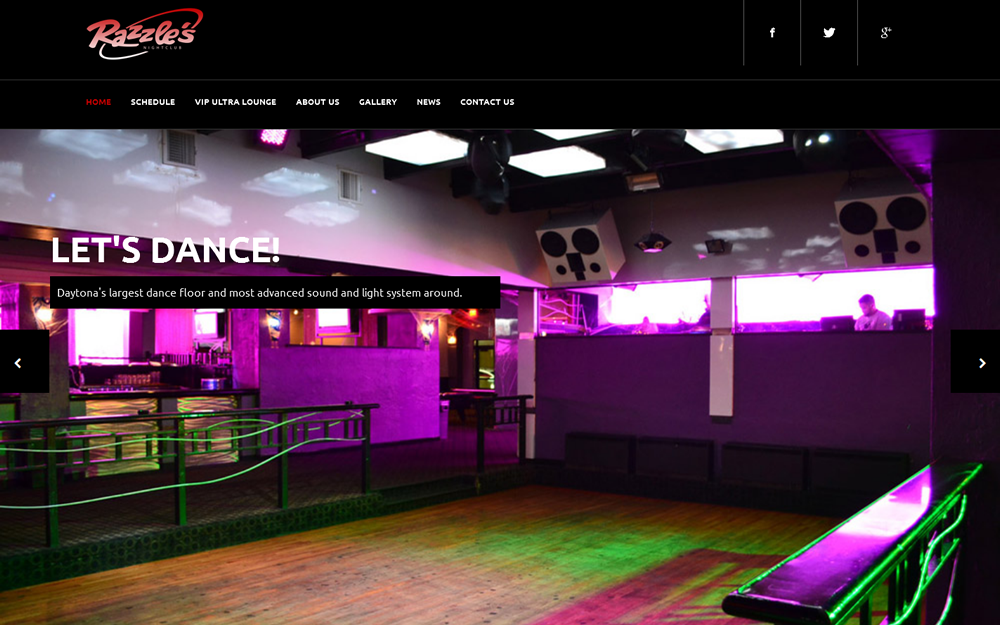 Razzle's
NIGHTCLUB
HOME SCHEDULE VIP ULTRA LOUNGE ABOUT US GALLERY NEWS CONTACT US
LET'S DANCE!
Daytona's largest dance floor and most advanced sound and light system around.